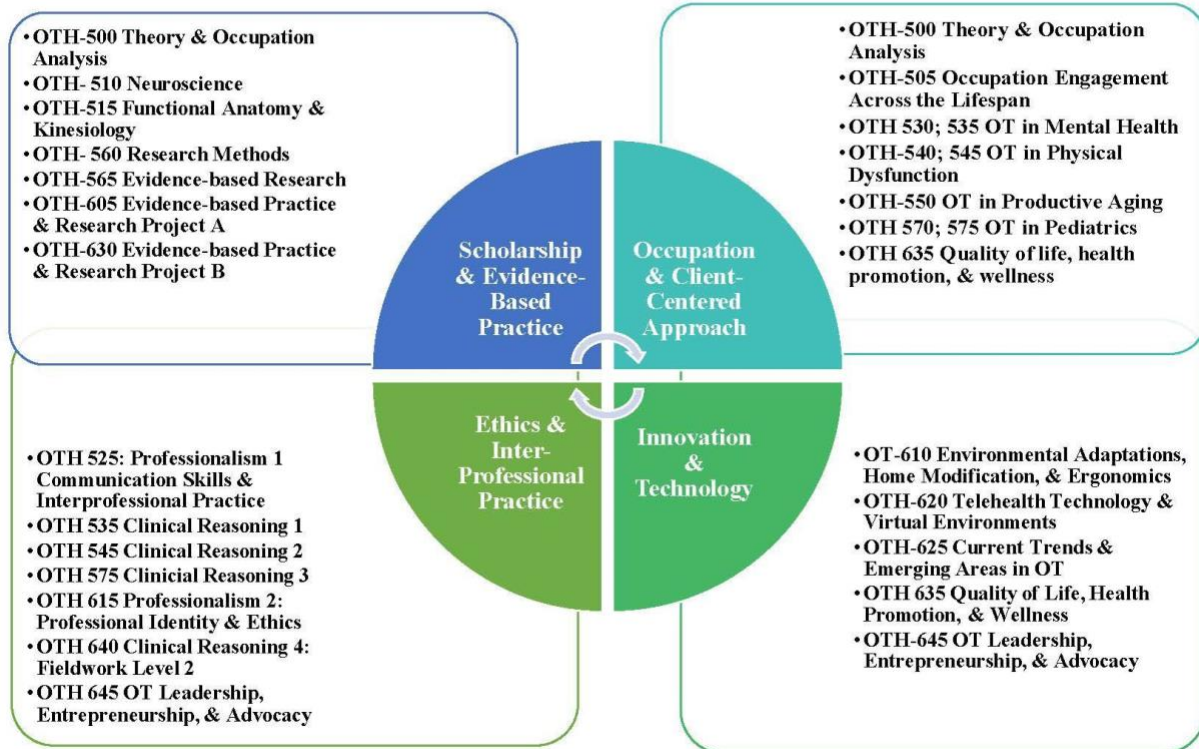 • OTH-500 Theory & Occupation
Analysis
• OTH- 510 Neuroscience
• OTH-515 Functional Anatomy &
Kinesiology
• OTH- 560 Research Methods
• OTH-565 Evidence-based Research
• OTH-605 Evidence-based Practice
& Research Project A
• OTH-630 Evidence-based Practice
& Research Project B
• OTH-500 Theory & Occupation
Analysis
• OTH-505 Occupation Engagement
Across the Lifespan
• OTH 530; 535 OT in Mental Health
• OTH-540; 545 OT in Physical
Dysfunction
• OTH-550 OT in Productive Aging
• OTH 570; 575 OT in Pediatrics
• OTH 635 Quality of life, health
promotion, & wellness
Scholarship
& Evidence-
Based
Practice
Occupation
& Client-
Centered
Approach
Ethics &
Inter-
Professional
Practice
Innovation
&
Technology
• OTH 525: Professionalism 1
Communication Skills &
Interprofessional Practice
• OTH 535 Clinical Reasoning 1
• OTH 545 Clinical Reasoning 2
• OTH 575 Clinicial Reasoning 3
• OTH 615 Professionalism 2:
Professional Identity & Ethics
• OTH 640 Clinical Reasoning 4:
Fieldwork Level 2
• OTH 645 OT Leadership,
Entrepreneurship, & Advocacy
• OT-610 Environmental Adaptations,
Home Modification, & Ergonomics
• OTH-620 Telehealth Technology &
Virtual Environments
• OTH-625 Current Trends &
Emerging Areas in OT
• OTH 635 Quality of Life, Health
Promotion, & Wellness
• OTH-645 OT Leadership,
Entrepreneurship, & Advocacy